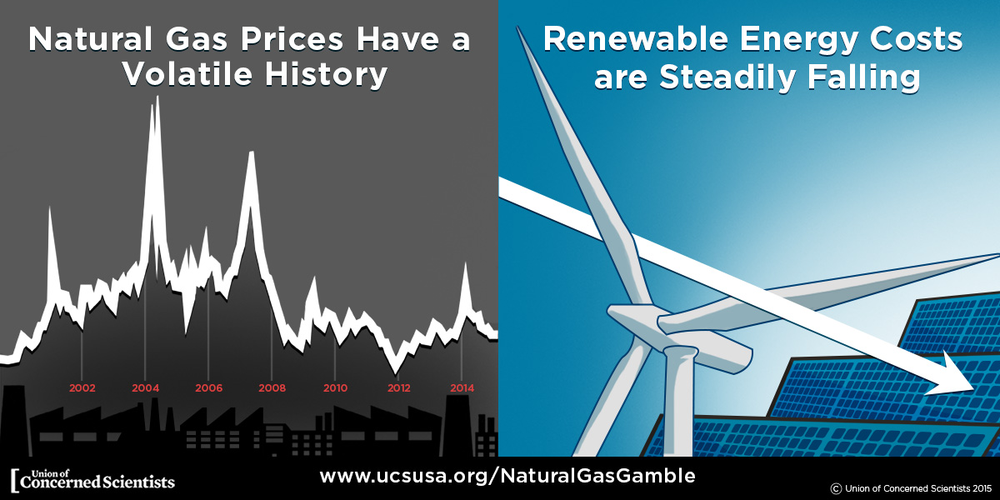 Natural Gas Prices Have a
Volatile History
2002 2004 2006 2008 2010 2012 2014
Renewable Energy Costs
are Steadily Falling
Union of
Concerned Scientists
www.ucsusa.org/NaturalGasGamble
© Union of Concerned Scientists 2015